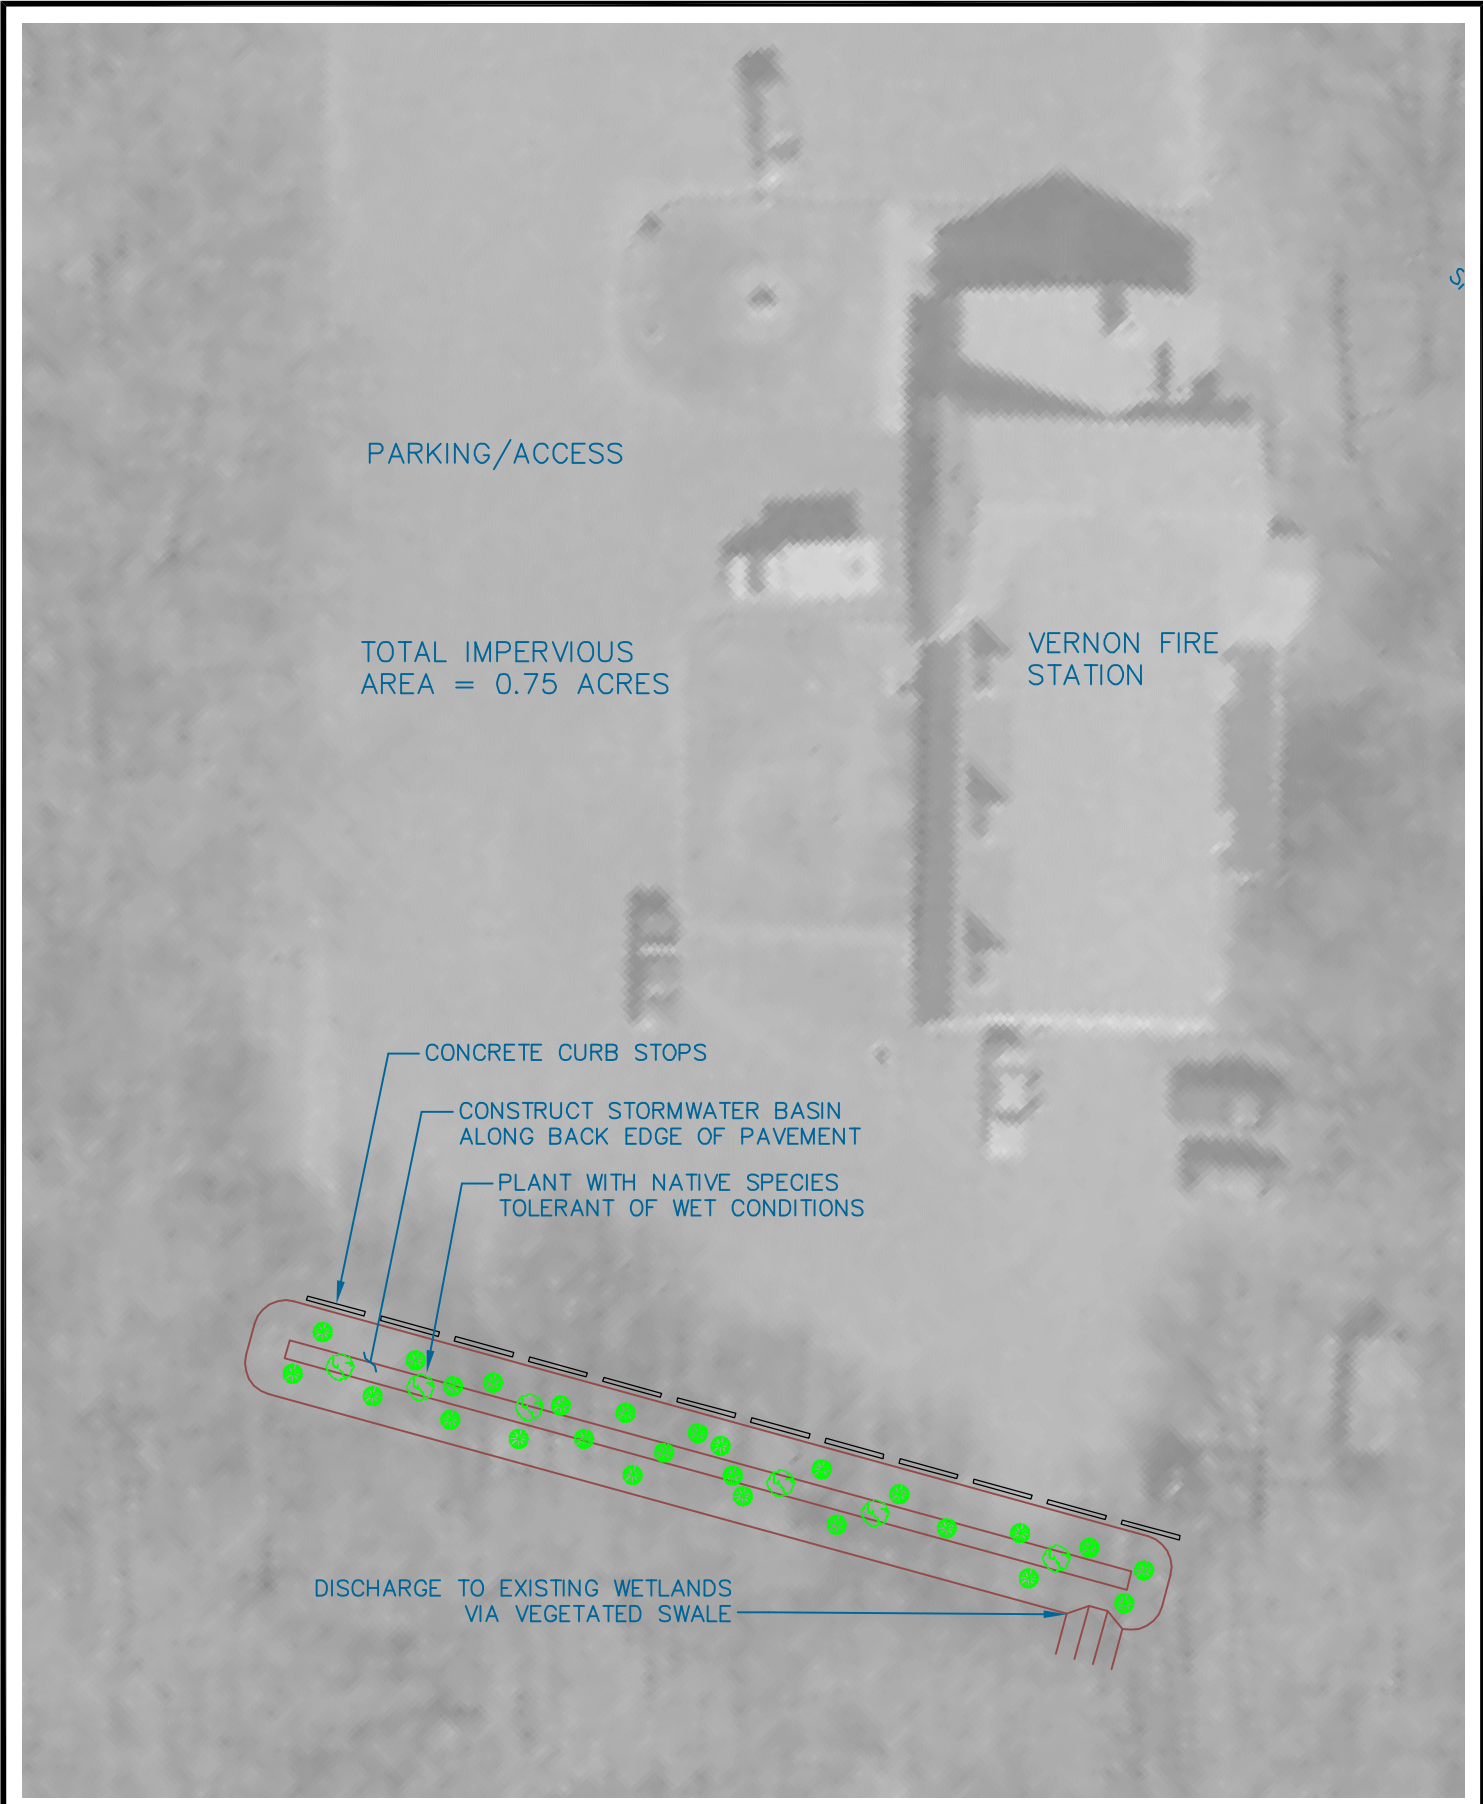 PARKING/ACCESS
TOTAL IMPERVIOUS
AREA = 0.75 ACRES
VERNON FIRE
STATION
CONCRETE CURB STOPS
CONSTRUCT STORMWATER BASIN
ALONG BACK EDGE OF PAVEMENT
PLANT WITH NATIVE SPECIES
TOLERANT OF WET CONDITIONS
DISCHARGE TO EXISTING WETLANDS
VIA VEGETATED SWALE